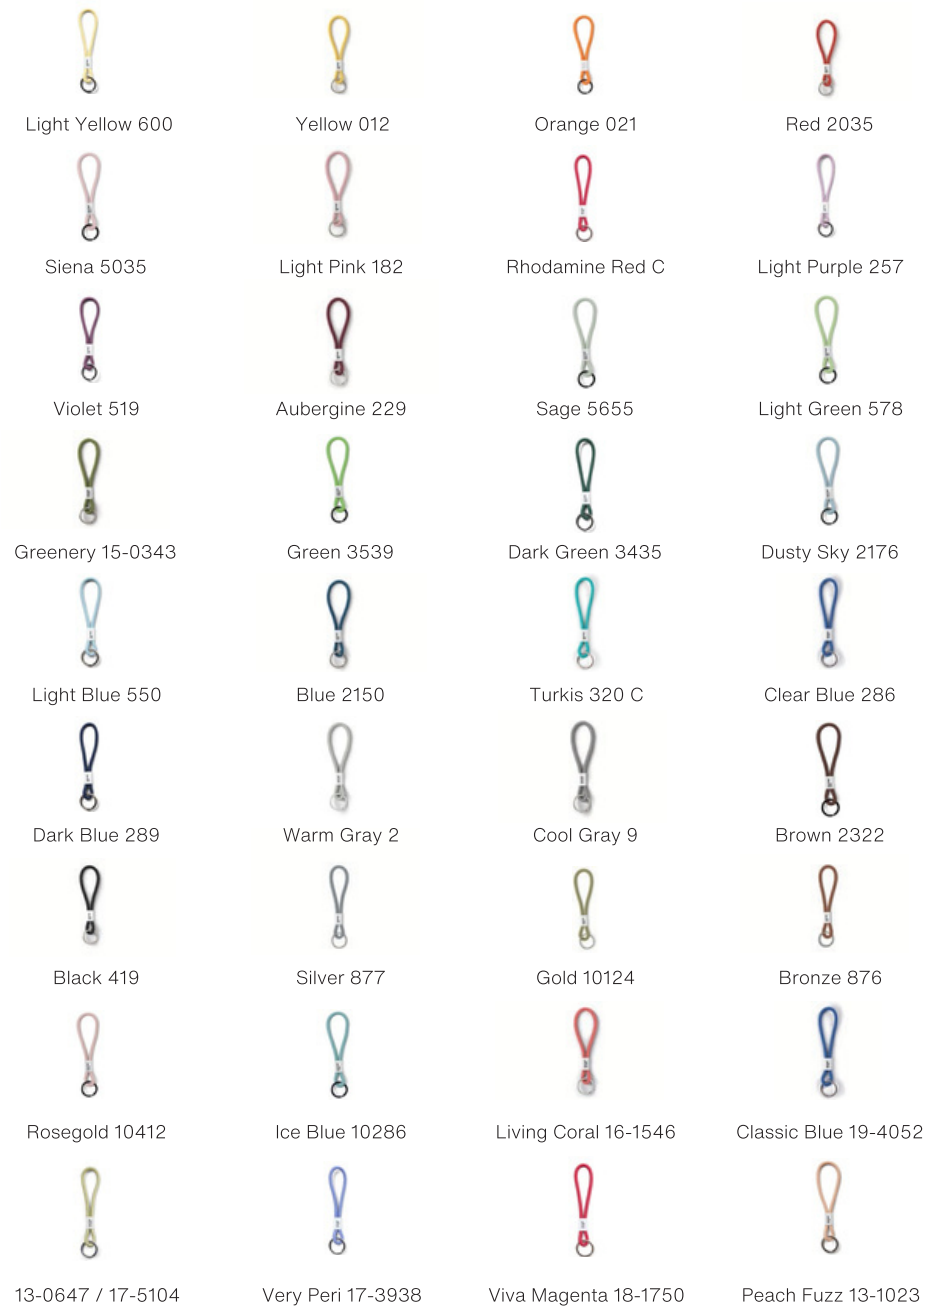 Light Yellow 600
Yellow 012
Orange 021
Red 2035
Siena 5035
Light Pink 182
Rhodamine Red C
Light Purple 257
Violet 519
Aubergine 229
Sage 5655
Light Green 578
Greenery 15-0343
Green 3539
Dark Green 3435
Dusty Sky 2176
Light Blue 550
Blue 2150
Turkis 320 C
Clear Blue 286
Dark Blue 289
Warm Gray 2
Cool Gray 9
Brown 2322
Black 419
Silver 877
Gold 10124
Bronze 876
Rosegold 10412
Ice Blue 10286
Living Coral 16-1546
Classic Blue 19-4052
13-0647 / 17-5104
Very Peri 17-3938
Viva Magenta 18-1750
Peach Fuzz 13-1023